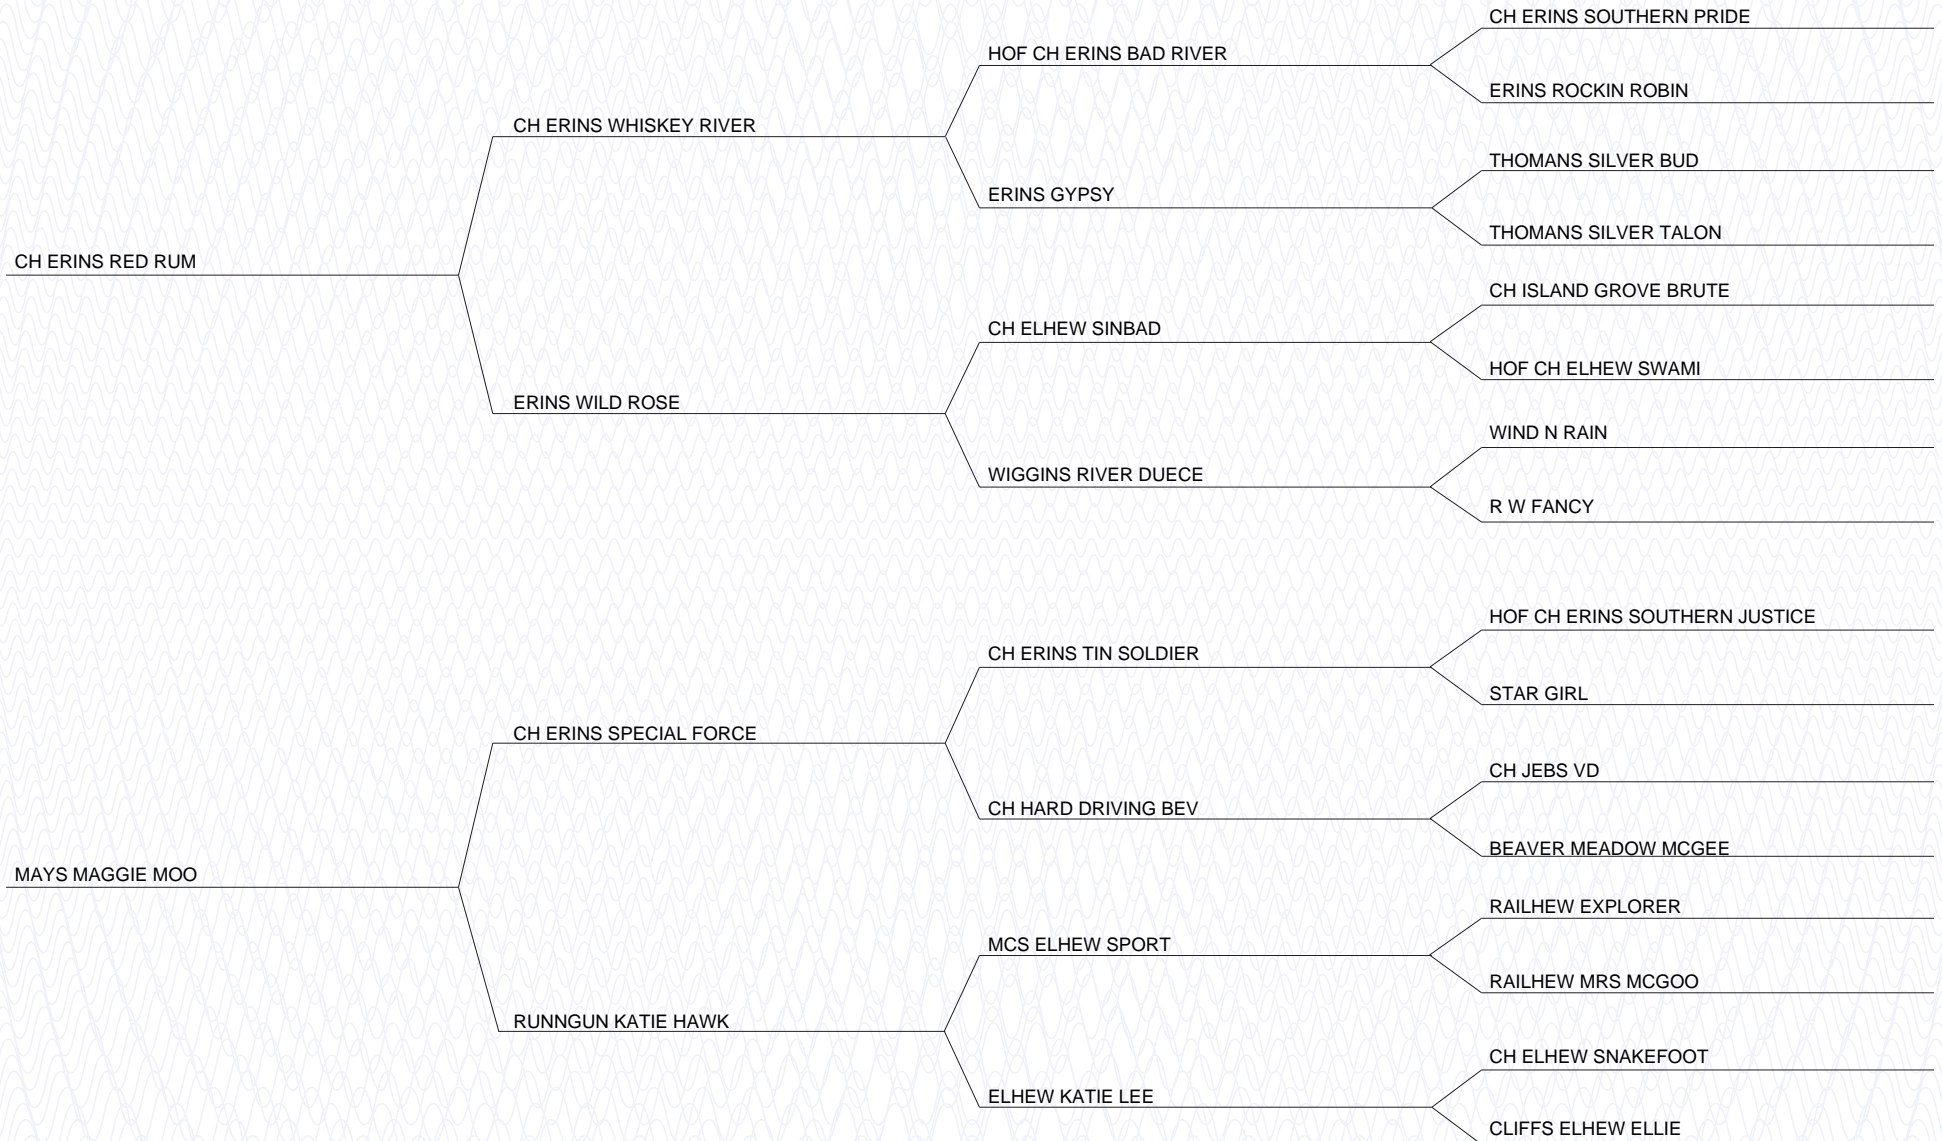 CH ERINS SOUTHERN PRIDE
HOF CH ERINS BAD RIVER
ERINS ROCKIN ROBIN
CH ERINS WHISKEY RIVER
THOMANS SILVER BUD
ERINS GYPSY
THOMANS SILVER TALON
CH ERINS RED RUM
CH ISLAND GROVE BRUTE
CH ELHEW SINBAD
HOF CH ELHEW SWAMI
ERINS WILD ROSE
WIND N RAIN
WIGGINS RIVER DUECE
R W FANCY
HOF CH ERINS SOUTHERN JUSTICE
CH ERINS TIN SOLDIER
STAR GIRL
CH ERINS SPECIAL FORCE
CH JEBS VD
CH HARD DRIVING BEV
BEAVER MEADOW MCGEE
MAYS MAGGIE MOO
RAILHEW EXPLORER
MCS ELHEW SPORT
RAILHEW MRS MCGOO
RUNNGUN KATIE HAWK
CH ELHEW SNAKEFOOT
ELHEW KATIE LEE
CLIFFS ELHEW ELLIE